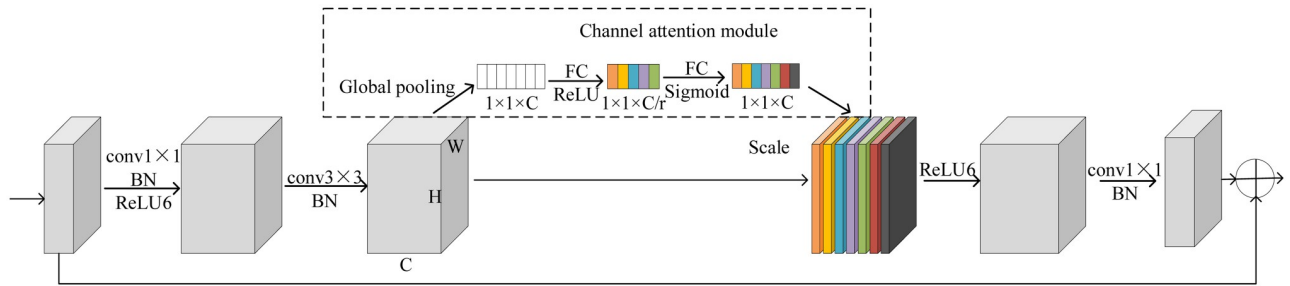 Channel attention module
Global pooling
FC
ReLU
FC
Sigmoid
1×1×C
1×1×C/r
1×1×C
conv1×1
BN
ReLU6
conv3×3
BN
W
H
C
Scale
ReLU6
conv1×1
BN